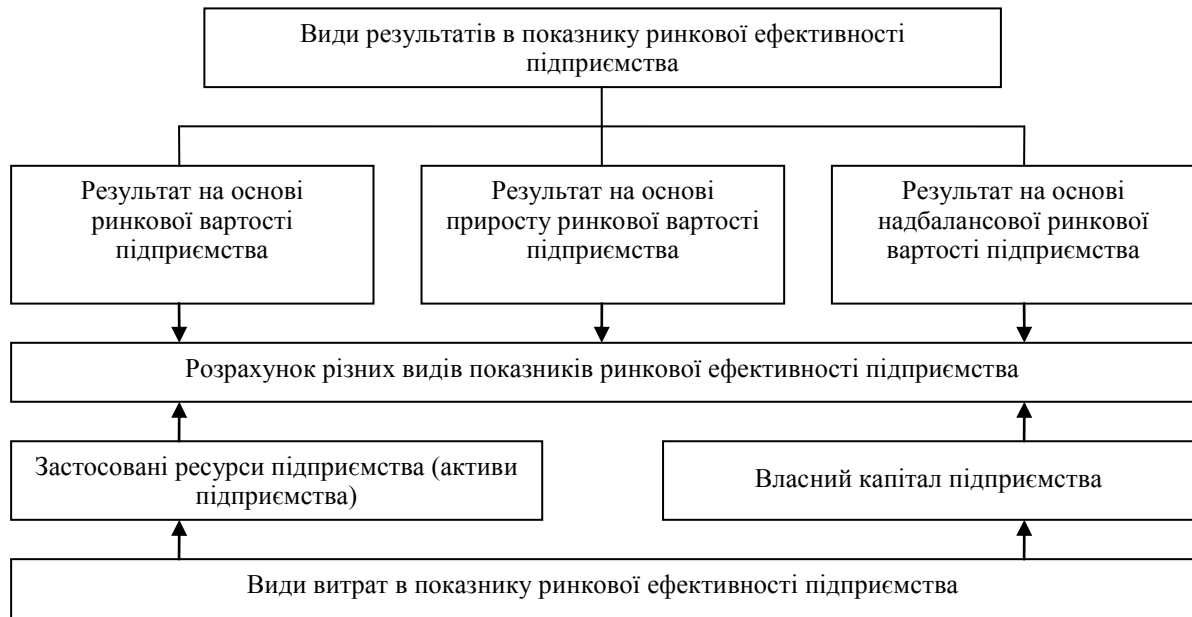 Види результатів в показнику ринкової ефективності
підприємства
Результат на основі
ринкової вартості
підприємства
Результат на основі
приросту ринкової вартості
підприємства
Результат на основі
надбалансової ринкової
вартості підприємства
Розрахунок різних видів показників ринкової ефективності підприємства
Застосовані ресурси підприємства (активи
підприємства)
Власний капітал підприємства
Види витрат в показнику ринкової ефективності підприємства